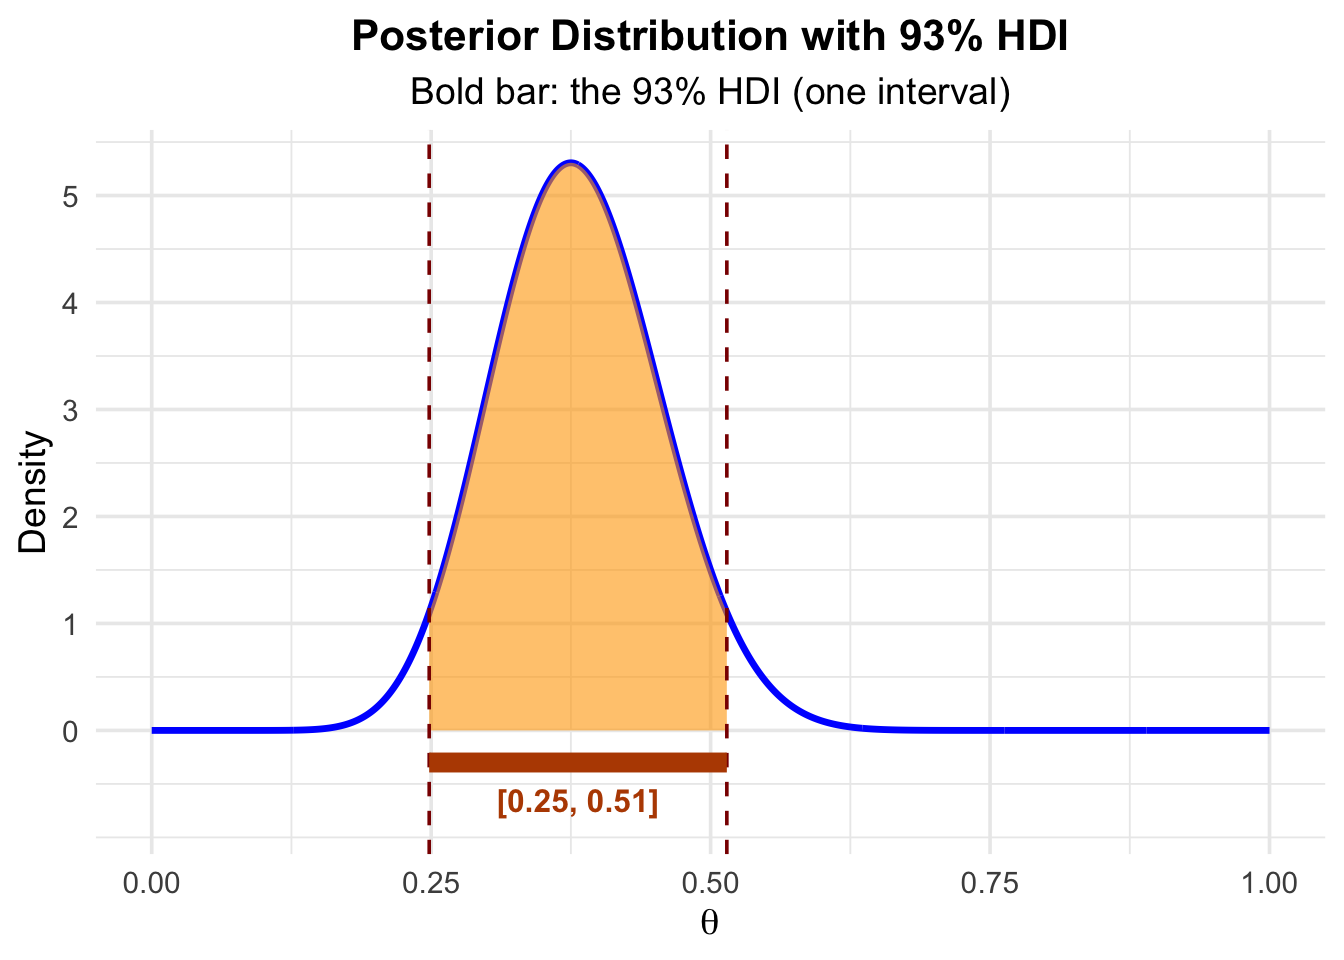 Posterior Distribution with 93% HDI
Bold bar: the 93% HDI (one interval)
Density
5
4
3
2
1
0
[0.25, 0.51]
0.00 0.25 0.50 0.75 1.00
θ